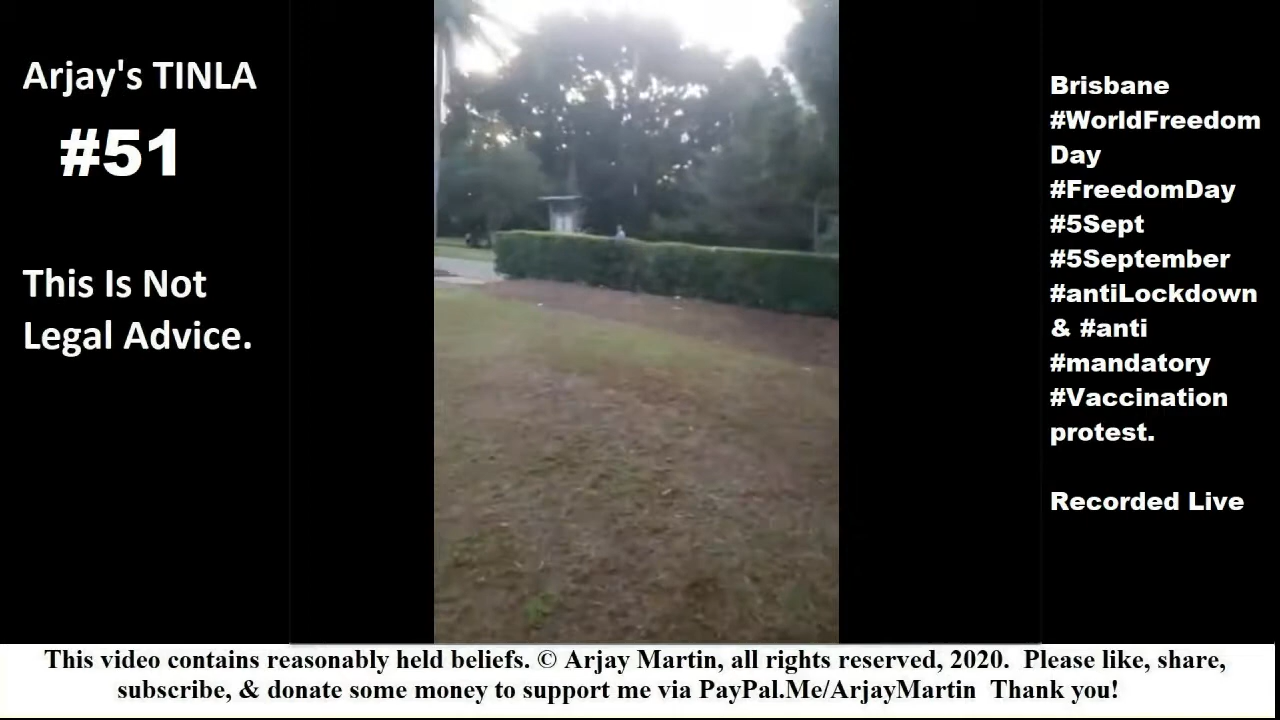 Arjay's TINLA
#51
This Is Not
Legal Advice.
Brisbane
#WorldFreedom
Day
#FreedomDay
#5Sept
#5September
#antiLockdown
& #anti
#mandatory
#Vaccination
protest.
Recorded Live
This video contains reasonably held beliefs. © Arjay Martin, all rights reserved, 2020. Please like, share,
subscribe, & donate some money to support me via PayPal.Me/ArjayMartin Thank you!